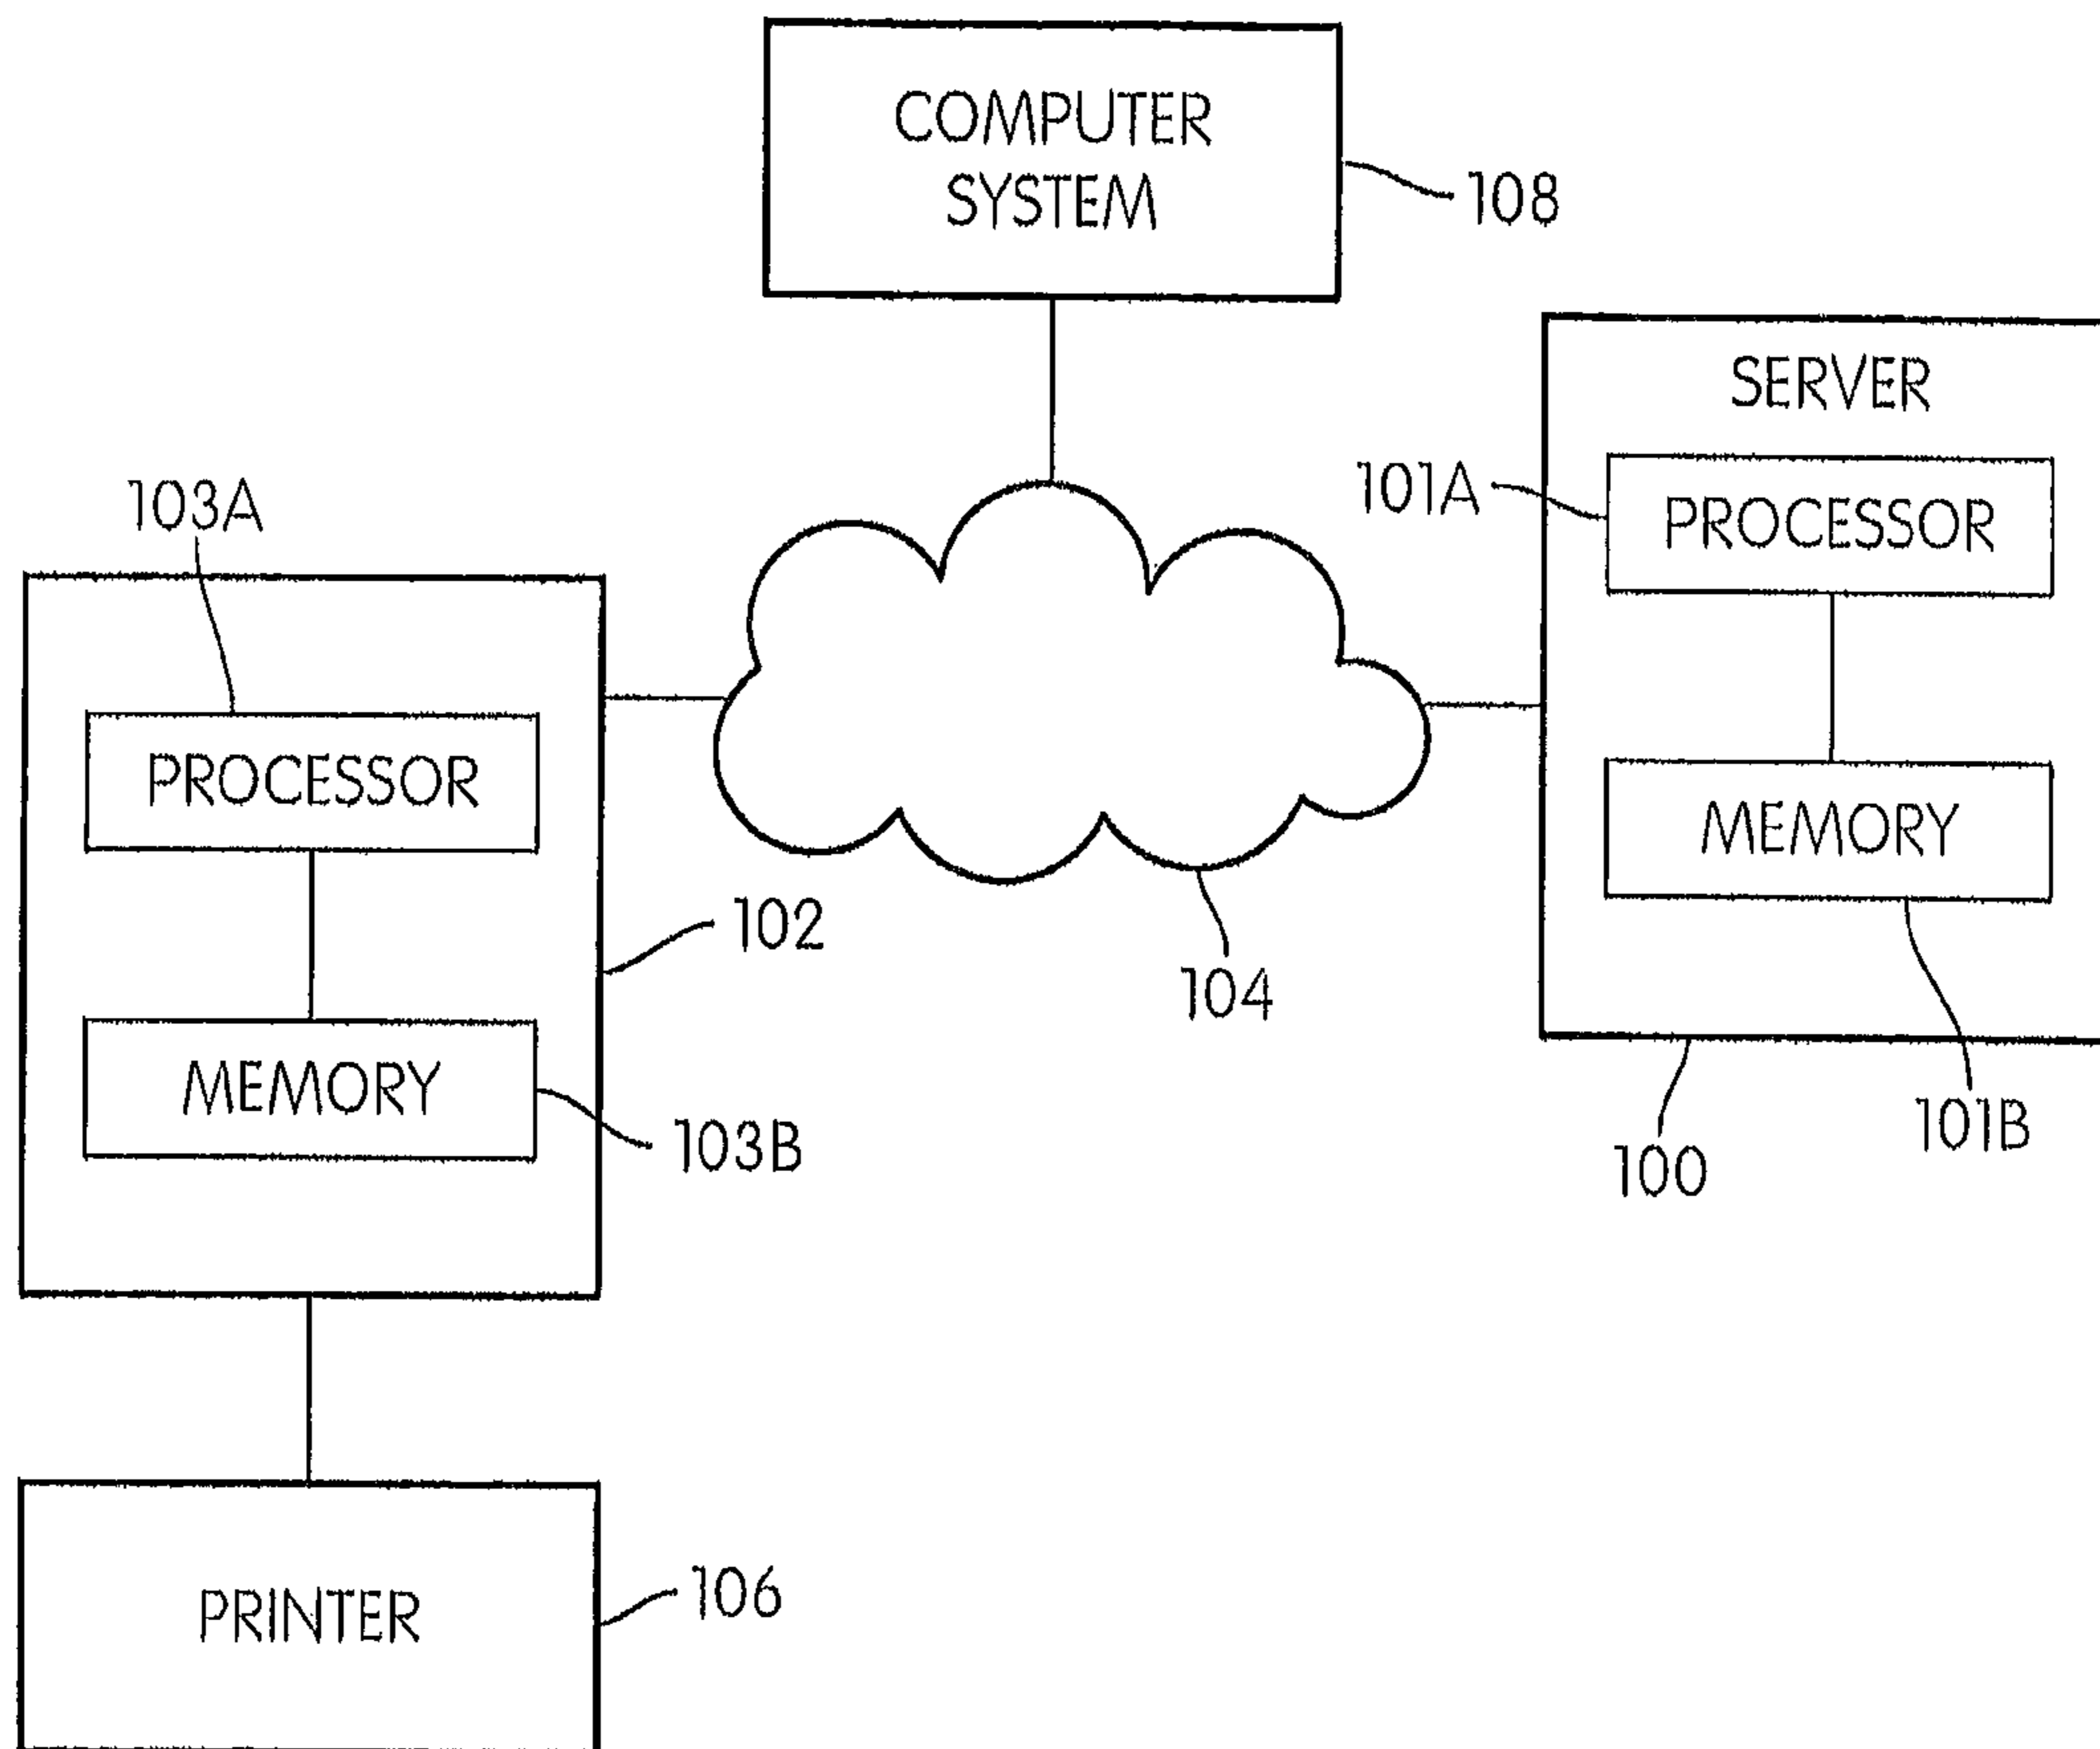 COMPUTER
SYSTEM
108
SERVER
101A
PROCESSOR
103A
PROCESSOR
MEMORY
102
104
MEMORY
103B
101B
100
PRINTER
106